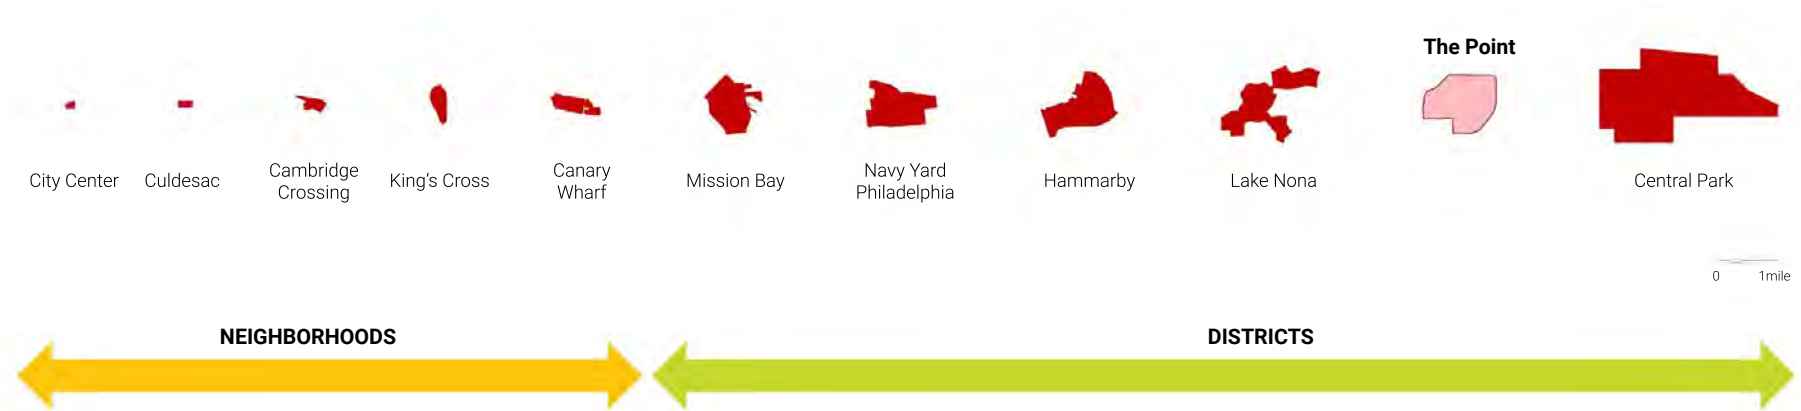 The Point
City Center
Culdesac
Cambridge
Crossing
King's Cross
Canary
Wharf
Mission Bay
Navy Yard
Philadelphia
Hammarby
Lake Nona
Central Park
0 1mile
NEIGHBORHOODS
DISTRICTS